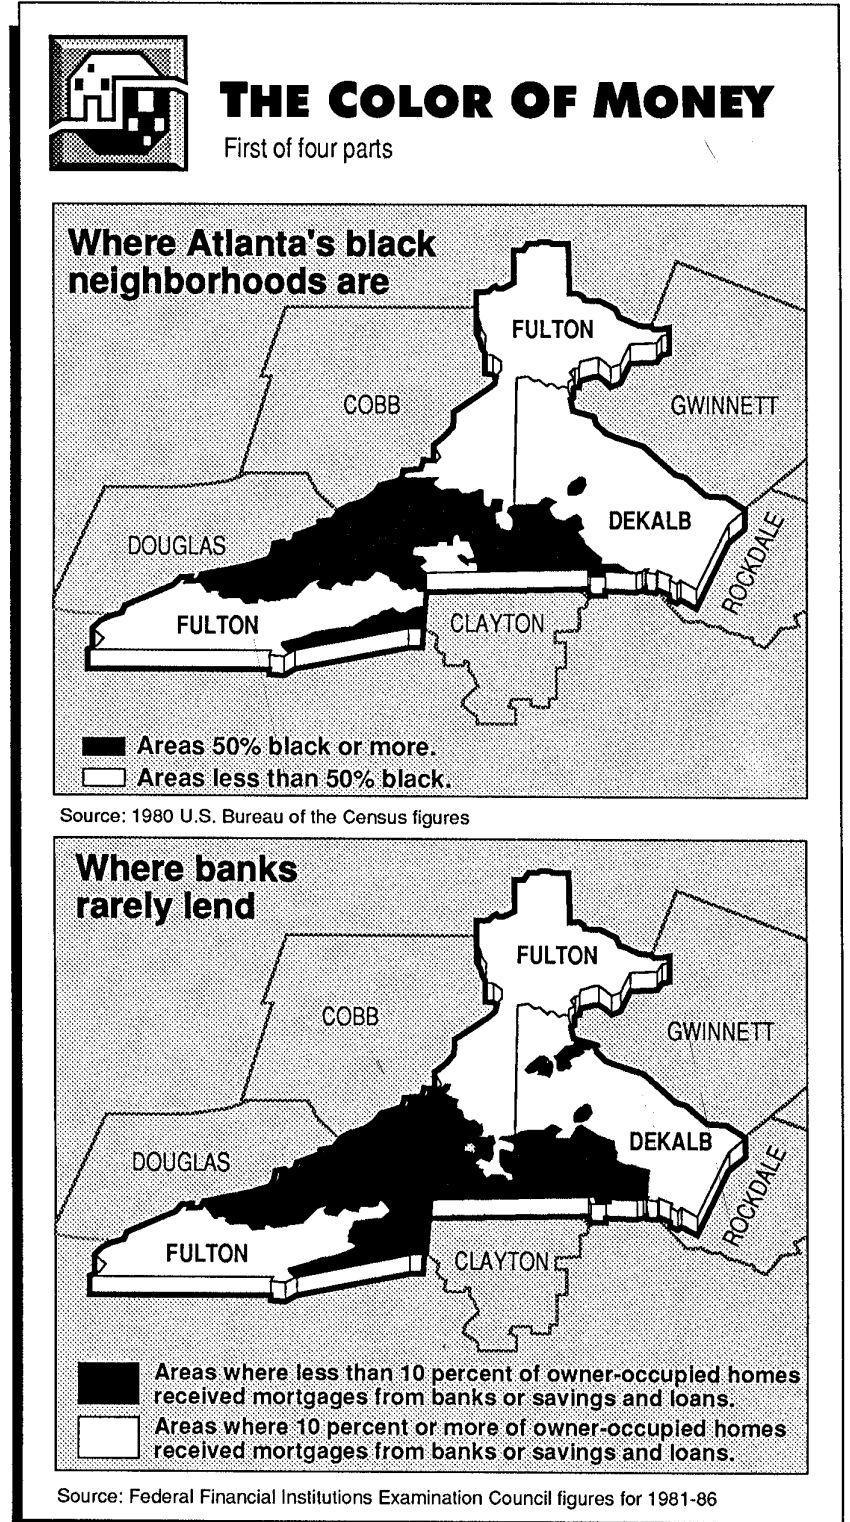 THE COLOR OF MONEY
First of four parts
Where Atlanta's black
neighborhoods are
FULTON
COBB
GWINNETT
DOUGLAS
DEKALB
ROCKDALE
FULTON
CLAYTON
Areas 50% black or more.
Areas less than 50% black.
Source: 1980 U.S. Bureau of the Census figures
Where banks
rarely lend
FULTON
COBB
GWINNETT
DEKALB
DOUGLAS
ROCKDALE
FULTON
CLAYTON
Areas where less than 10 percent of owner-occupied homes
received mortgages from banks or savings and loans.
Areas where 10 percent or more of owner-occupied homes
received mortgages from banks or savings and loans.
Source: Federal Financial Institutions Examination Council figures for 1981-86